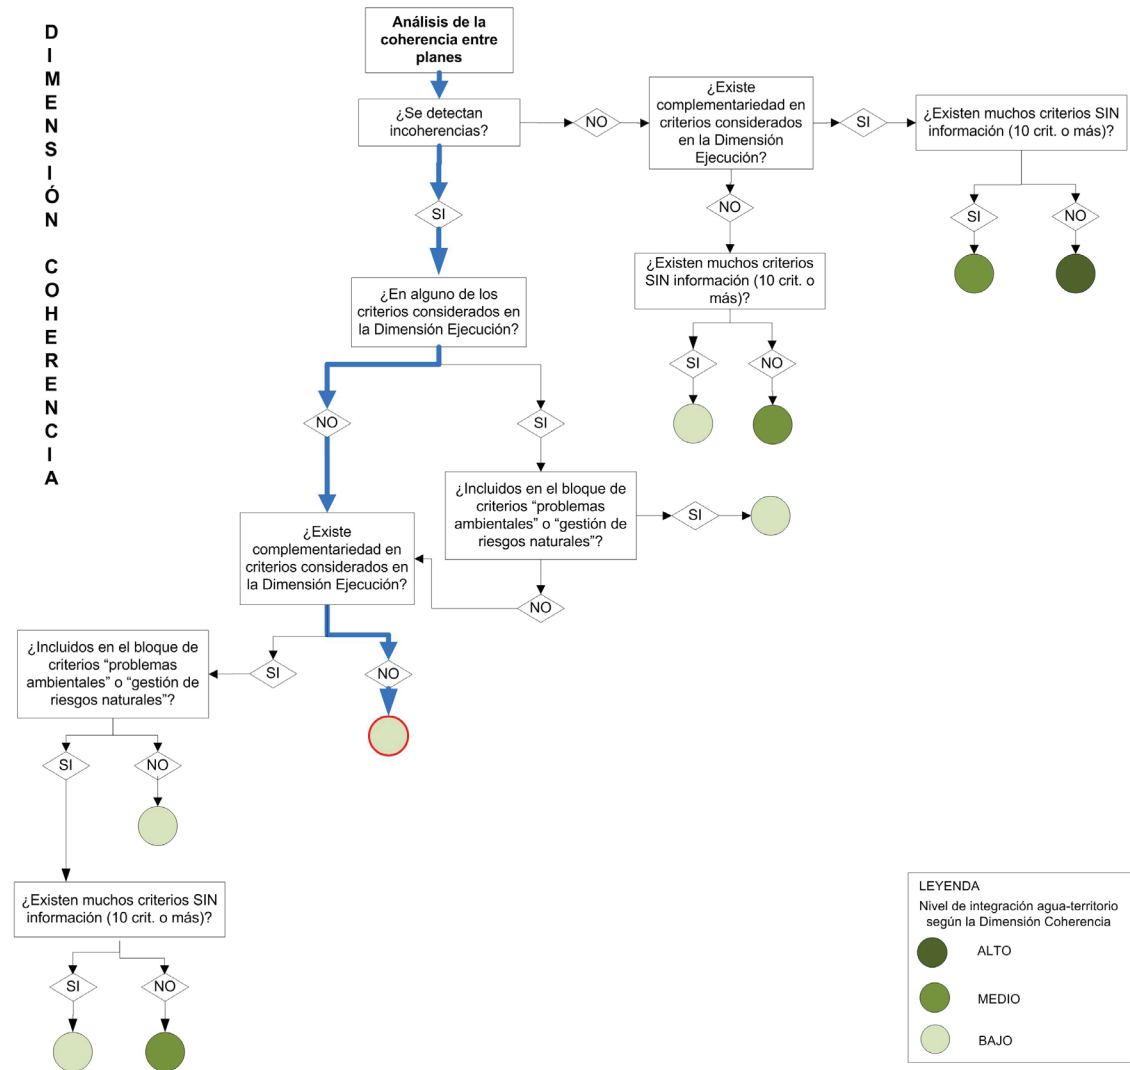 DIMENSIÓN COHERENCIA
Análisis de la
coherencia entre
planes
¿Se detectan
incoherencias?
NO
¿Existe
complementariedad en
criterios considerados
en la Dimensión
Ejecución?
SI
¿Existen muchos criterios SIN
información (10 crit. o más)?
SI
NO
NO
¿Existen muchos criterios
SIN información (10 crit. o
más)?
SI
NO
SI
¿En alguno de los
criterios considerados en
la Dimensión Ejecución?
NO
SI
¿Incluidos en el bloque de
criterios “problemas
ambientales” o “gestión de
riesgos naturales”?
SI
NO
¿Existe
complementariedad en
criterios considerados en
la Dimensión Ejecución?
SI
NO
¿Incluidos en el bloque de
criterios “problemas
ambientales” o “gestión de
riesgos naturales”?
SI
NO
¿Existen muchos criterios SIN
información (10 crit. o más)?
SI
NO
LEYENDA
Nivel de integración agua-territorio
según la Dimensión Coherencia
ALTO
MEDIO
BAJO